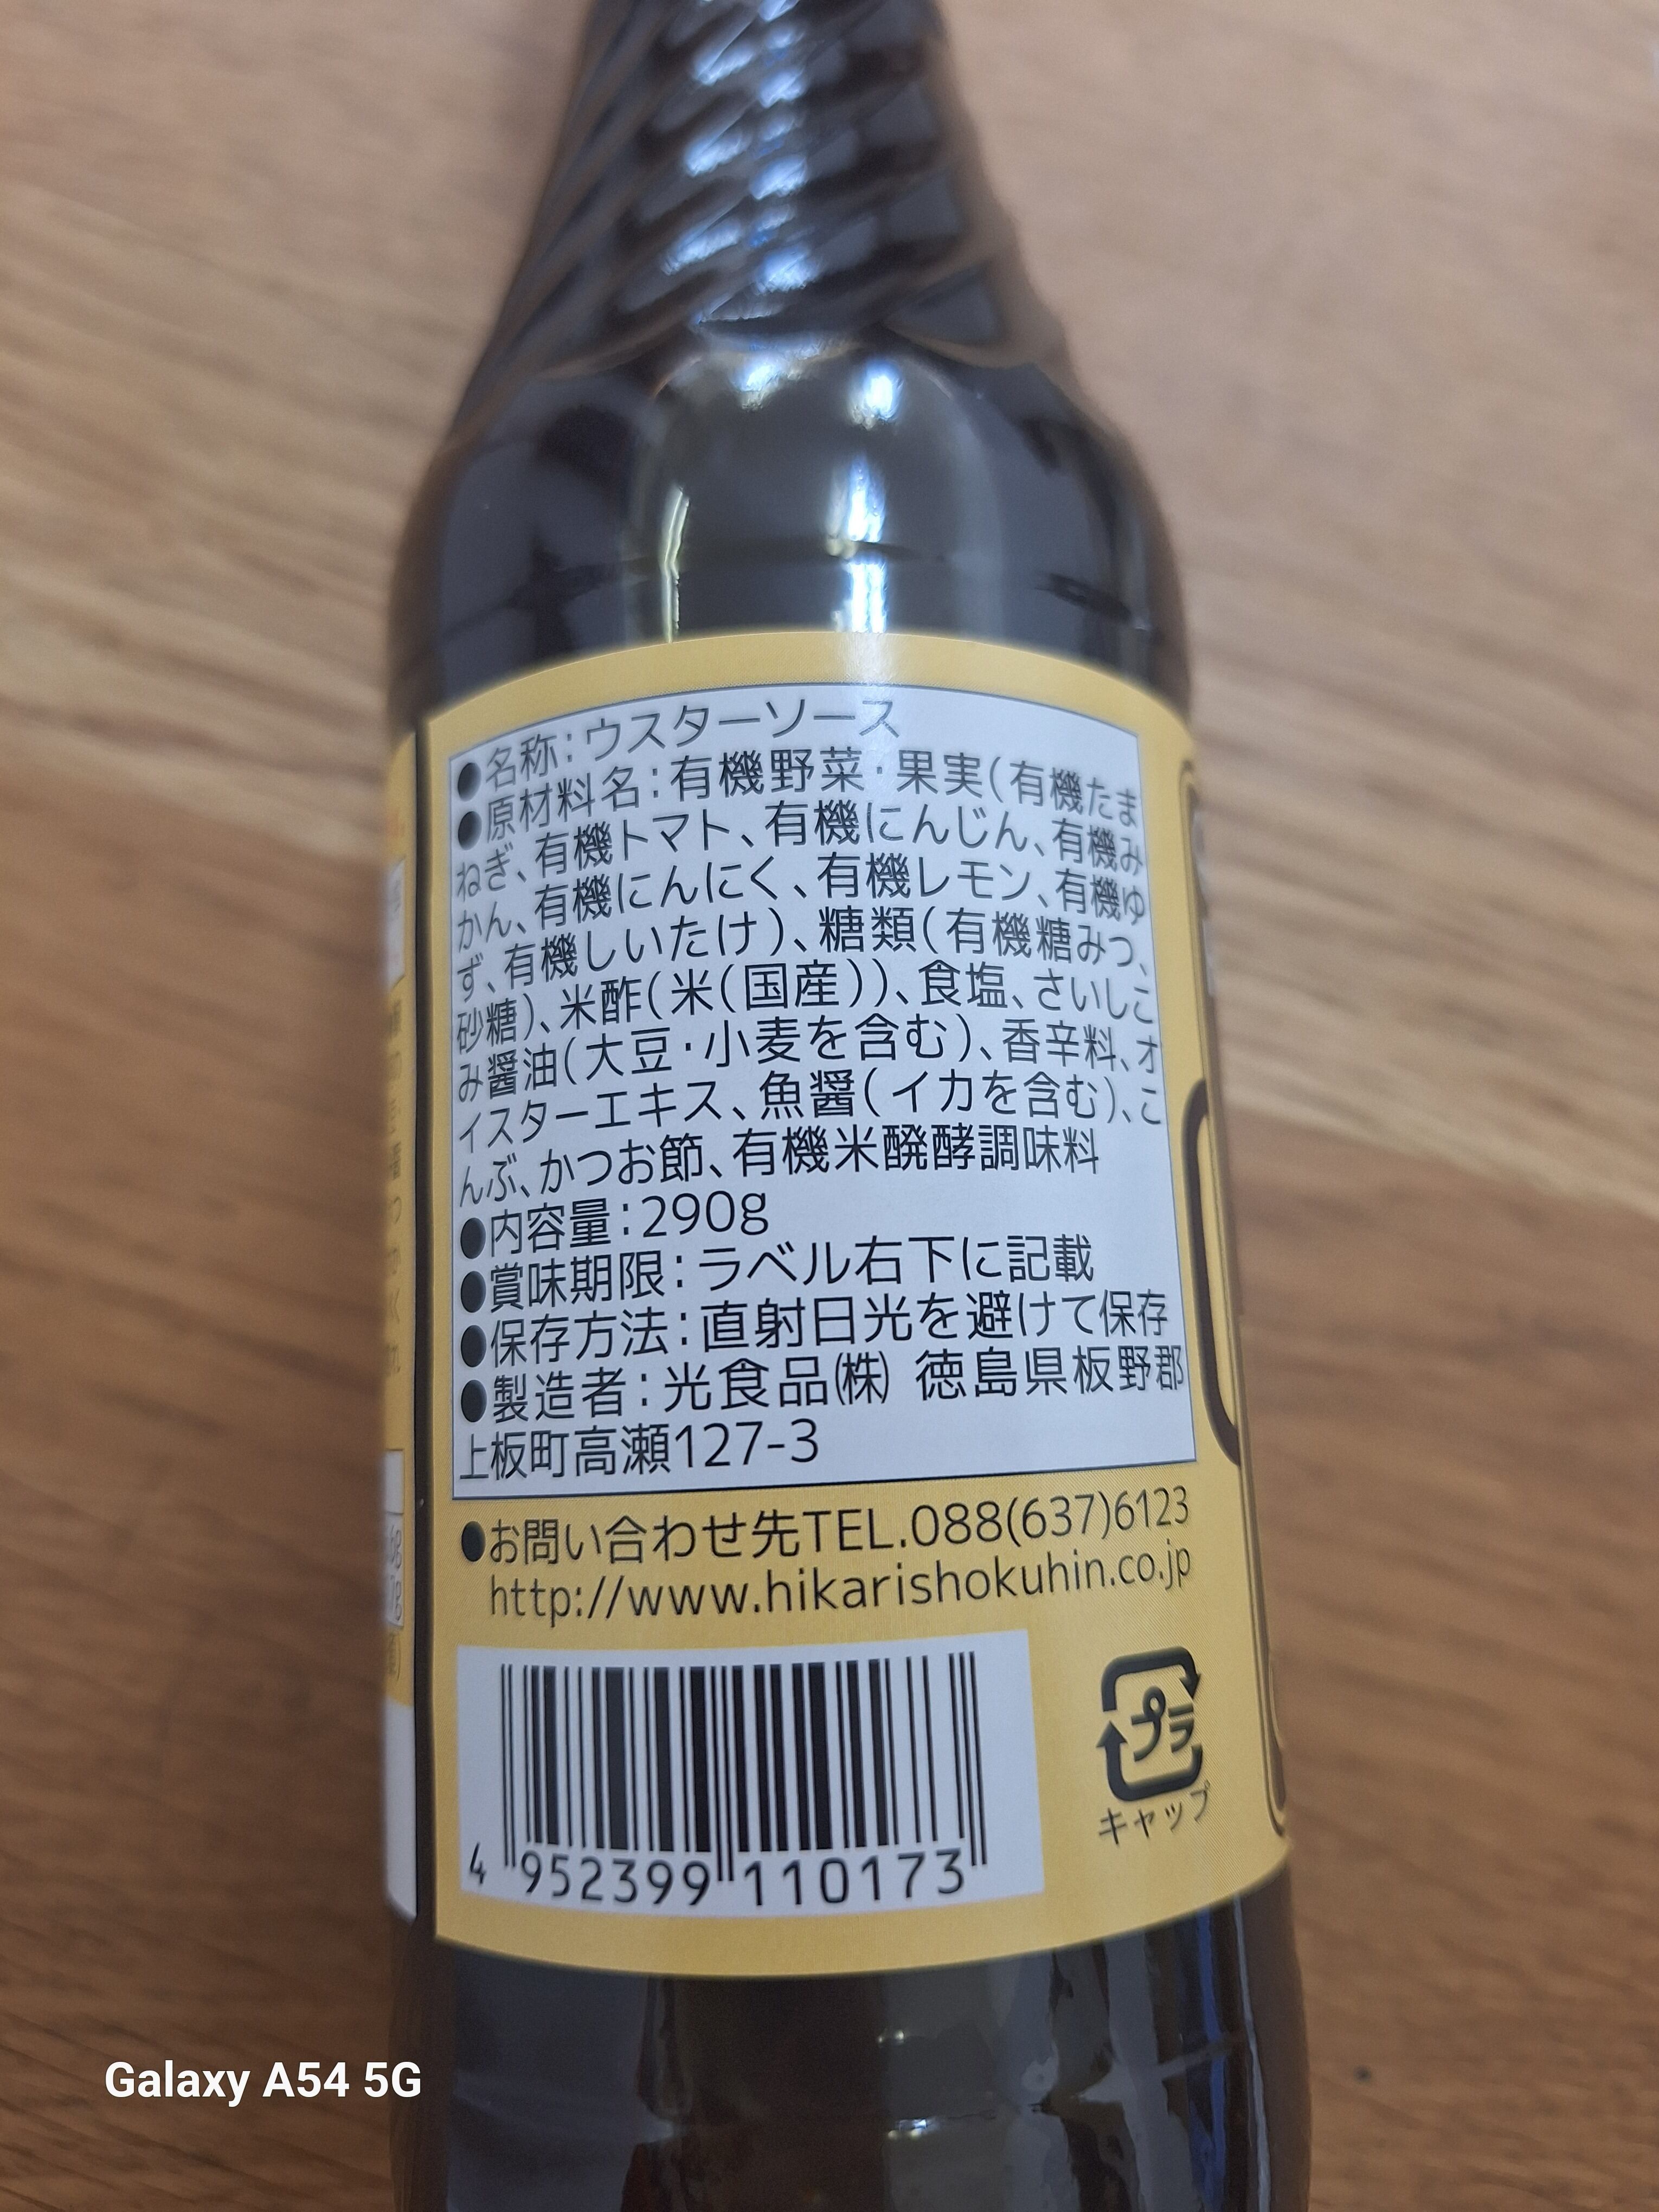 ●名称:ウスターソース
●原材料名:有機野菜・果実(有機たま
ねぎ、有機トマト、有機にんじん、有機み
かん、有機にんにく、有機レモン、有機ゆ
ず、有機しいたけ)、糖類(有機糖みつ、
砂糖)、米酢(米(国産))、食塩、さいしこ
み醤油(大豆・小麦を含む)、香辛料、オ
イスターエキス、魚醤(イカを含む)、こ
んぶ、かつお節、有機米醗酵調味料
●内容量:290g
●賞味期限:ラベル右下に記載
●保存方法:直射日光を避けて保存
●製造者:光食品㈱ 徳島県板野郡
上板町高瀬127-3
●お問い合わせ先TEL.088(637)6123
http://www.hikarishokuhin.co.jp
プラ
キャップ
4 952399 110173
Galaxy A54 5G